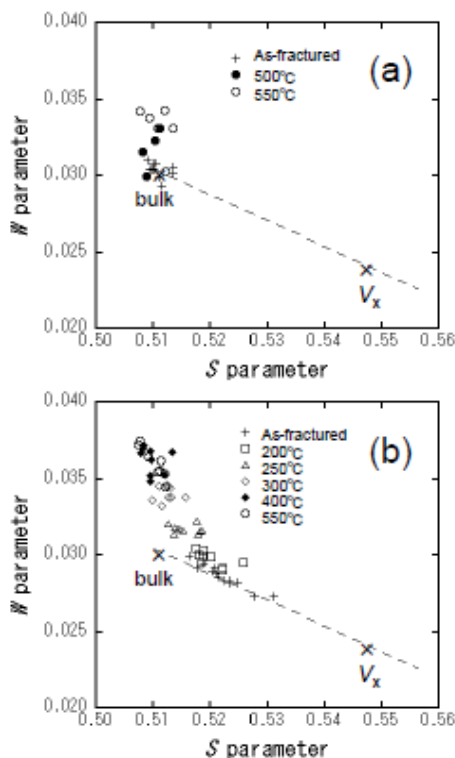 0.040
As-fractured
(a)
500°C
0.035
550°C
W parameter
0.030
bulk
0.025
Vx
0.020
0.50 0.51 0.52 0.53 0.54 0.55 0.56
S parameter
0.040
As-fractured
(b)
200°C
250°C
0.035
300°C
400°C
550°C
W parameter
0.030
bulk
0.025
Vx
0.020
0.50 0.51 0.52 0.53 0.54 0.55 0.56
S parameter